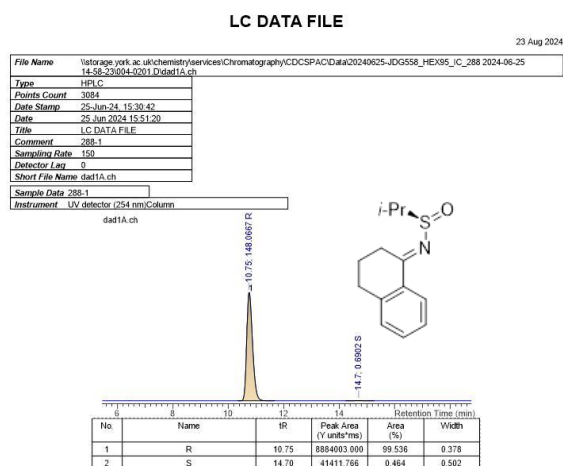 LC DATA FILE
23 Aug 2024
File Name \\storage.york.ac.uk\chemistry\services\Chromatography\CDCSPAC\Data\20240625-JDG558_HEX95_IC_288 2024-06-25
14-58-23\004-0201.D\dad1A.ch
Type HPLC
Points Count 3084
Date Stamp 25-Jun-24, 15:30:42
Date 25 Jun 2024 15:51:20
Title LC DATA FILE
Comment 288-1
Sampling Rate 150
Detector Lag 0
Short File Name dad1A.ch
Sample Data 288-1
Instrument UV detector (254 nm)Column
dad1A.ch
10.75; 148.0667 R
14.7; 0.6902 S
i-Pr S O
N
6 8 10 12 14
Retention Time (min)
No. Name tR Peak Area (Y units*ms) Area (%) Width
1 R 10.75 8884003.000 99.536 0.378
2 S 14.70 41411.766 0.464 0.502